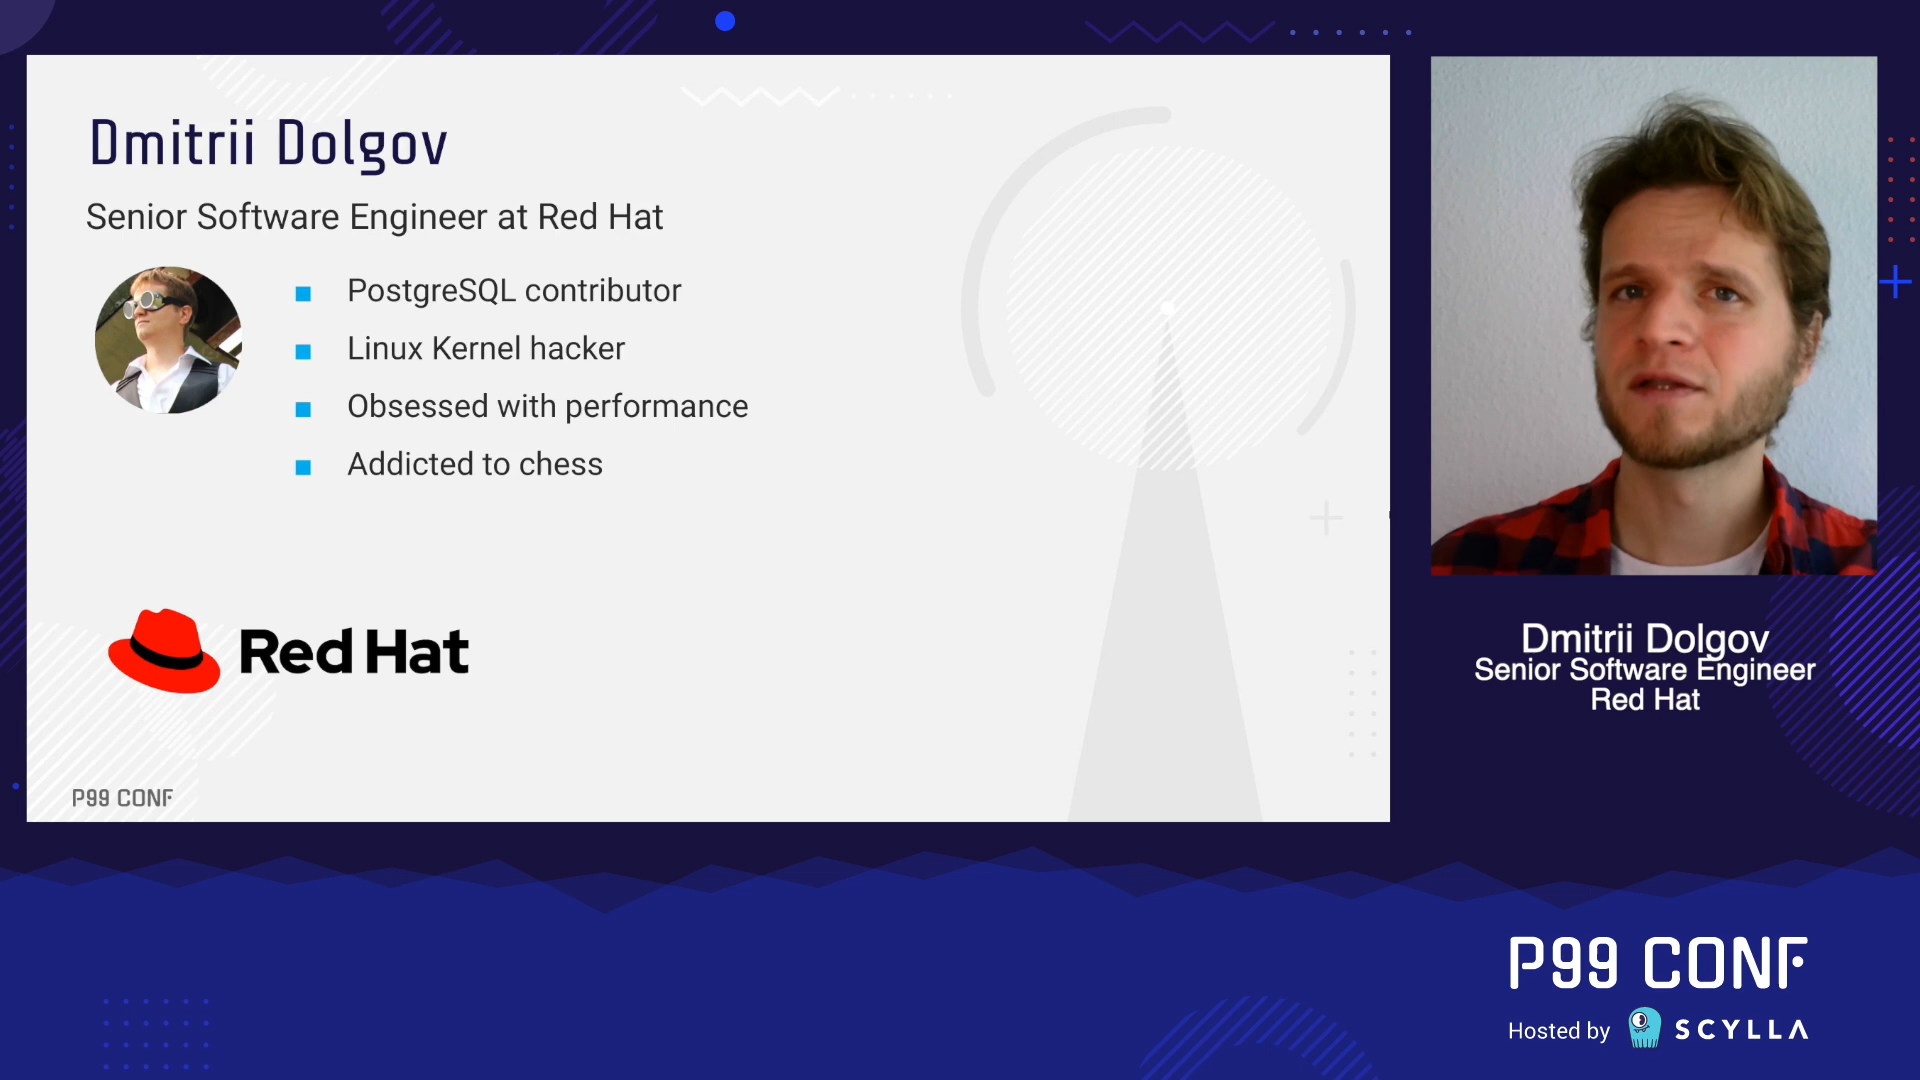 Dmitrii Dolgov
Senior Software Engineer at Red Hat
PostgreSQL contributor
Linux Kernel hacker
Obsessed with performance
Addicted to chess
Red Hat
P99 CONF
Dmitrii Dolgov
Senior Software Engineer
Red Hat
P99 CONF
Hosted by SCYLLA